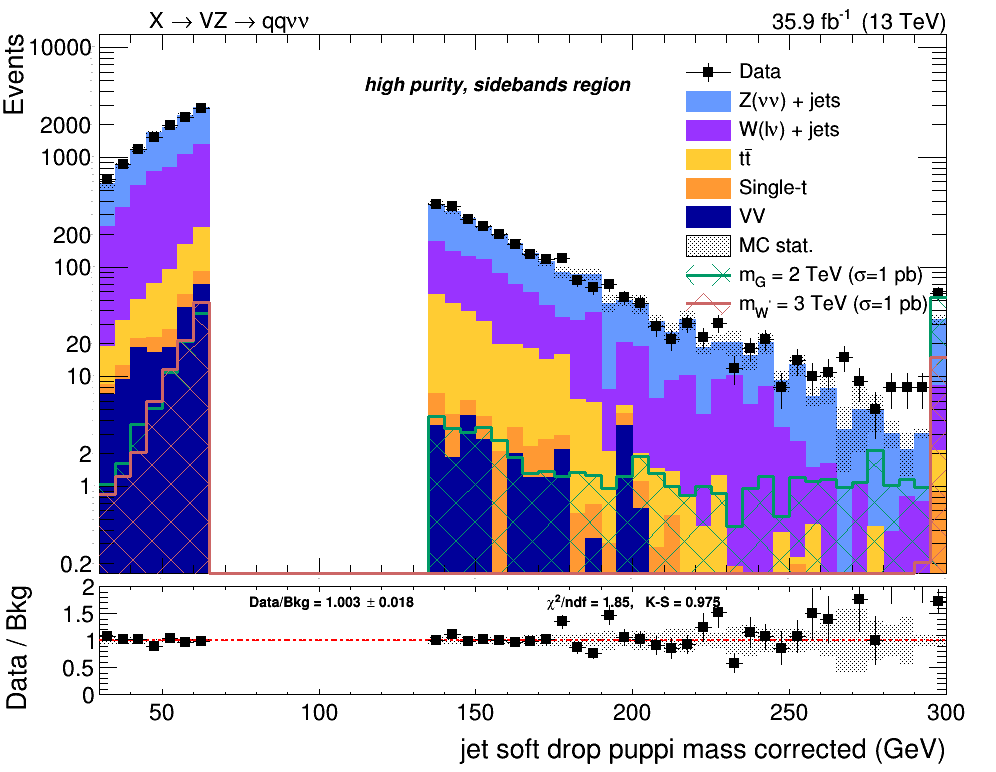 X → VZ → qqνν
35.9 fb⁻¹ (13 TeV)
Events
high purity, sidebands region
Data
Z(νν) + jets
W(lν) + jets
tt̄
Single-t
VV
MC stat.
m_G = 2 TeV (σ=1 pb)
m_W' = 3 TeV (σ=1 pb)
10000
2000
1000
200
100
20
10
2
1
0.2
Data / Bkg
2
1.5
1
0.5
0
Data/Bkg = 1.003 ± 0.018
χ²/ndf = 1.85, K-S = 0.975
50 100 150 200 250 300
jet soft drop puppi mass corrected (GeV)